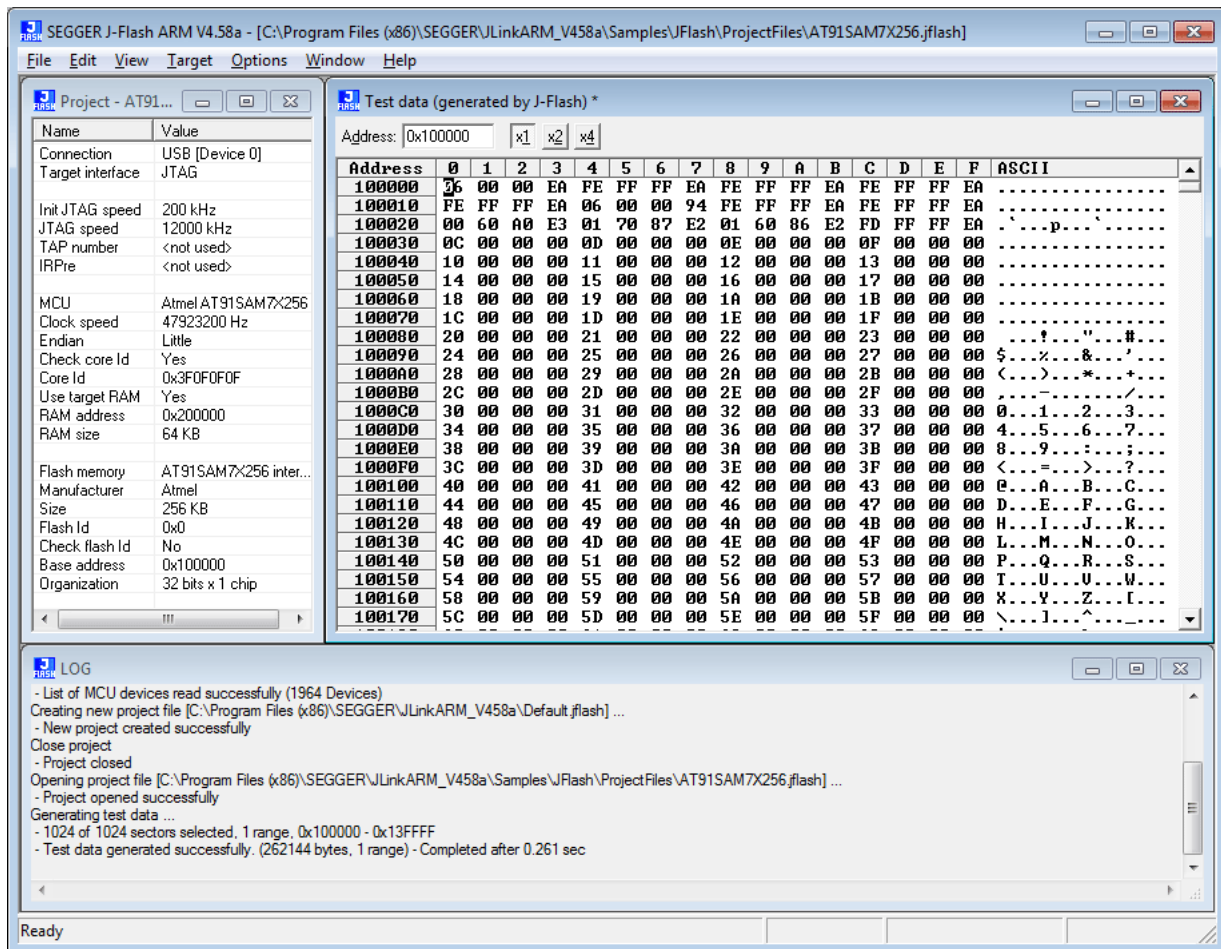 SEGGER J-Flash ARM V4.58a - [C:\Program Files (x86)\SEGGER\JLinkARM_V458a\Samples\JFlash\ProjectFiles\AT91SAM7X256.jflash]
File Edit View Target Options Window Help
Project - AT91...
Name Value
Connection USB [Device 0]
Target interface JTAG
Init JTAG speed 200 kHz
JTAG speed 12000 kHz
TAP number <not used>
IRPre <not used>
MCU Atmel AT91SAM7X256
Clock speed 47923200 Hz
Endian Little
Check core Id Yes
Core Id 0x3F0F0F0F
Use target RAM Yes
RAM address 0x200000
RAM size 64 KB
Flash memory AT91SAM7X256 inter...
Manufacturer Atmel
Size 256 KB
Flash Id 0x0
Check flash Id No
Base address 0x100000
Organization 32 bits x 1 chip
Test data (generated by J-Flash) *
Address: 0x100000 x1 x2 x4
Address 0 1 2 3 4 5 6 7 8 9 A B C D E F ASCII
100000 06 00 00 EA FE FF FF EA FE FF FF EA FE FF FF EA ................
100010 FE FF FF EA 06 00 00 94 FE FF FF EA FE FF FF EA ................
100020 00 60 A0 E3 01 70 87 E2 01 60 86 E2 FD FF FF EA .`...p...`......
100030 0C 00 00 00 0D 00 00 00 0E 00 00 00 0F 00 00 00 ................
100040 10 00 00 00 11 00 00 00 12 00 00 00 13 00 00 00 ................
100050 14 00 00 00 15 00 00 00 16 00 00 00 17 00 00 00 ................
100060 18 00 00 00 19 00 00 00 1A 00 00 00 1B 00 00 00 ................
100070 1C 00 00 00 1D 00 00 00 1E 00 00 00 1F 00 00 00 ................
100080 20 00 00 00 21 00 00 00 22 00 00 00 23 00 00 00  ...!..."...#...
100090 24 00 00 00 25 00 00 00 26 00 00 00 27 00 00 00 $...%...&...'...
1000A0 28 00 00 00 29 00 00 00 2A 00 00 00 2B 00 00 00 (...)...*...+...
1000B0 2C 00 00 00 2D 00 00 00 2E 00 00 00 2F 00 00 00 ,...-......./...
1000C0 30 00 00 00 31 00 00 00 32 00 00 00 33 00 00 00 0...1...2...3...
1000D0 34 00 00 00 35 00 00 00 36 00 00 00 37 00 00 00 4...5...6...7...
1000E0 38 00 00 00 39 00 00 00 3A 00 00 00 3B 00 00 00 8...9...:...;...
1000F0 3C 00 00 00 3D 00 00 00 3E 00 00 00 3F 00 00 00 <...=...>...?...
100100 40 00 00 00 41 00 00 00 42 00 00 00 43 00 00 00 @...A...B...C...
100110 44 00 00 00 45 00 00 00 46 00 00 00 47 00 00 00 D...E...F...G...
100120 48 00 00 00 49 00 00 00 4A 00 00 00 4B 00 00 00 H...I...J...K...
100130 4C 00 00 00 4D 00 00 00 4E 00 00 00 4F 00 00 00 L...M...N...O...
100140 50 00 00 00 51 00 00 00 52 00 00 00 53 00 00 00 P...Q...R...S...
100150 54 00 00 00 55 00 00 00 56 00 00 00 57 00 00 00 T...U...V...W...
100160 58 00 00 00 59 00 00 00 5A 00 00 00 5B 00 00 00 X...Y...Z...[...
100170 5C 00 00 00 5D 00 00 00 5E 00 00 00 5F 00 00 00 \...]...^..._...
LOG
- List of MCU devices read successfully (1964 Devices)
Creating new project file [C:\Program Files (x86)\SEGGER\JLinkARM_V458a\Default.jflash] ...
- New project created successfully
Close project
- Project closed
Opening project file [C:\Program Files (x86)\SEGGER\JLinkARM_V458a\Samples\JFlash\ProjectFiles\AT91SAM7X256.jflash] ...
- Project opened successfully
Generating test data ...
- 1024 of 1024 sectors selected, 1 range, 0x100000 - 0x13FFFF
- Test data generated successfully. (262144 bytes, 1 range) - Completed after 0.261 sec
Ready